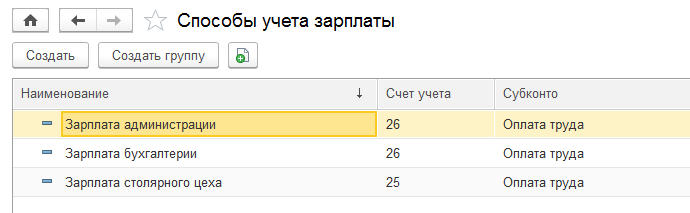 Способы учета зарплаты
Создать Создать группу
Наименование ↓ Счет учета Субконто
Зарплата администрации 26 Оплата труда
Зарплата бухгалтерии 26 Оплата труда
Зарплата столярного цеха 25 Оплата труда